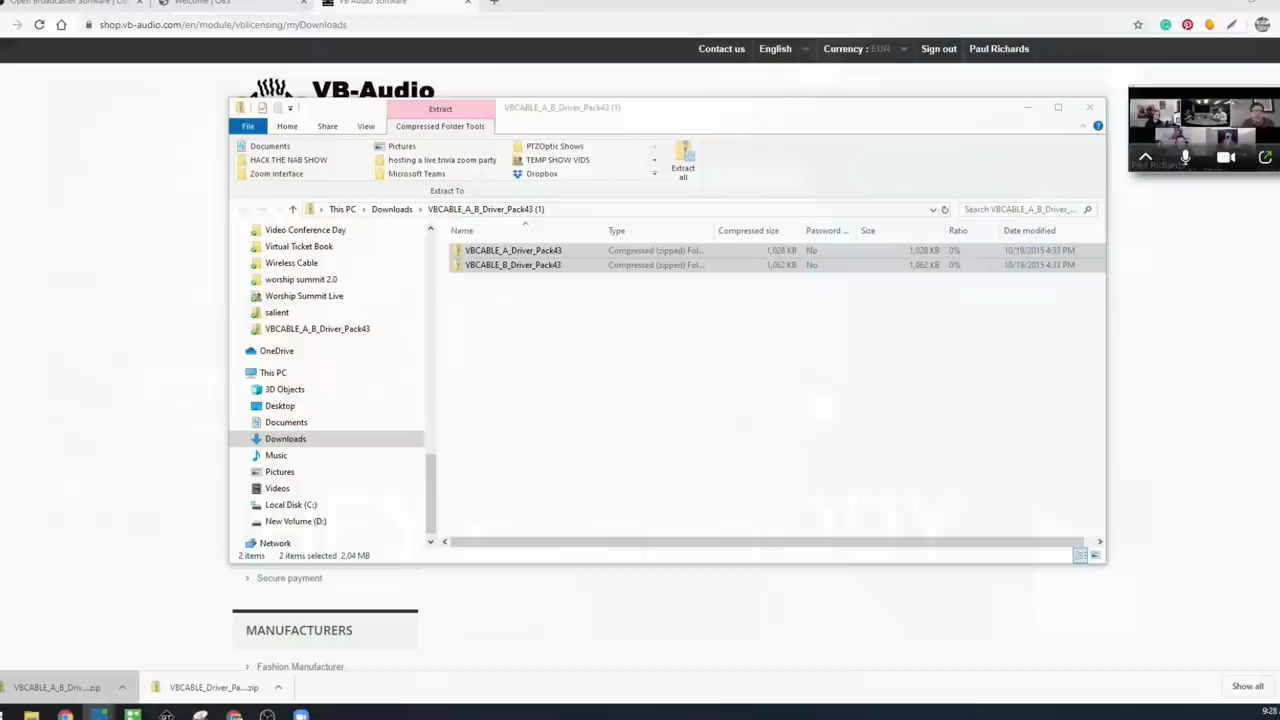 Open Broadcaster Software
Welcome | OBS
VB Audio Software
shop.vb-audio.com/en/module/vblicensing/myDownloads
Contact us English Currency : EUR Sign out Paul Richards
VB-Audio
Extract VBCABLE_A_B_Driver_Pack43 (1)
File Home Share View Compressed Folder Tools
Documents Pictures PTZOptic Shows
HACK THE NAB SHOW hosting a live trivia zoom party TEMP SHOW VIDS
Zoom interface Microsoft Teams Dropbox
Extract all
Extract To
This PC Downloads VBCABLE_A_B_Driver_Pack43 (1) Search VBCABLE_A_B_Driver_...
Name Type Compressed size Password ... Size Ratio Date modified
VBCABLE_A_Driver_Pack43 Compressed (zipped) Fol... 1,028 KB No 1,028 KB 0% 10/19/2015 4:33 PM
VBCABLE_B_Driver_Pack43 Compressed (zipped) Fol... 1,062 KB No 1,062 KB 0% 10/19/2015 4:33 PM
Video Conference Day
Virtual Ticket Book
Wireless Cable
worship summit 2.0
Worship Summit Live
salient
VBCABLE_A_B_Driver_Pack43
OneDrive
This PC
3D Objects
Desktop
Documents
Downloads
Music
Pictures
Videos
Local Disk (C:)
New Volume (D:)
Network
2 items 2 items selected 2.04 MB
Paul Richards
Secure payment
MANUFACTURERS
Fashion Manufacturer
VBCABLE_A_B_Driv....zip VBCABLE_Driver_Pa....zip Show all
9:28